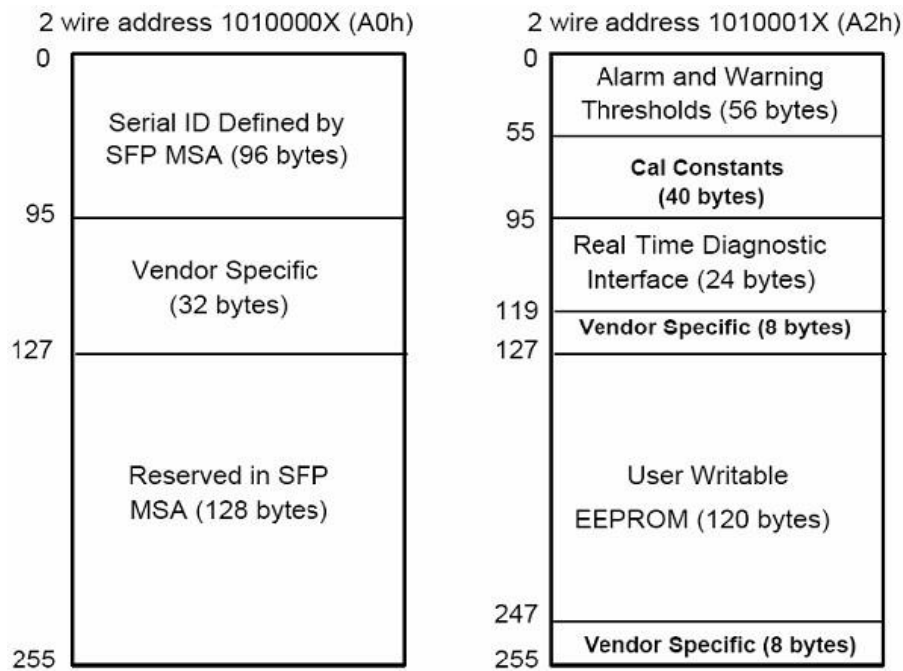 2 wire address 1010000X (A0h)
0
Serial ID Defined by
SFP MSA (96 bytes)
95
Vendor Specific
(32 bytes)
127
Reserved in SFP
MSA (128 bytes)
255
2 wire address 1010001X (A2h)
0
Alarm and Warning
Thresholds (56 bytes)
55
Cal Constants
(40 bytes)
95
Real Time Diagnostic
Interface (24 bytes)
119
Vendor Specific (8 bytes)
127
User Writable
EEPROM (120 bytes)
247
Vendor Specific (8 bytes)
255